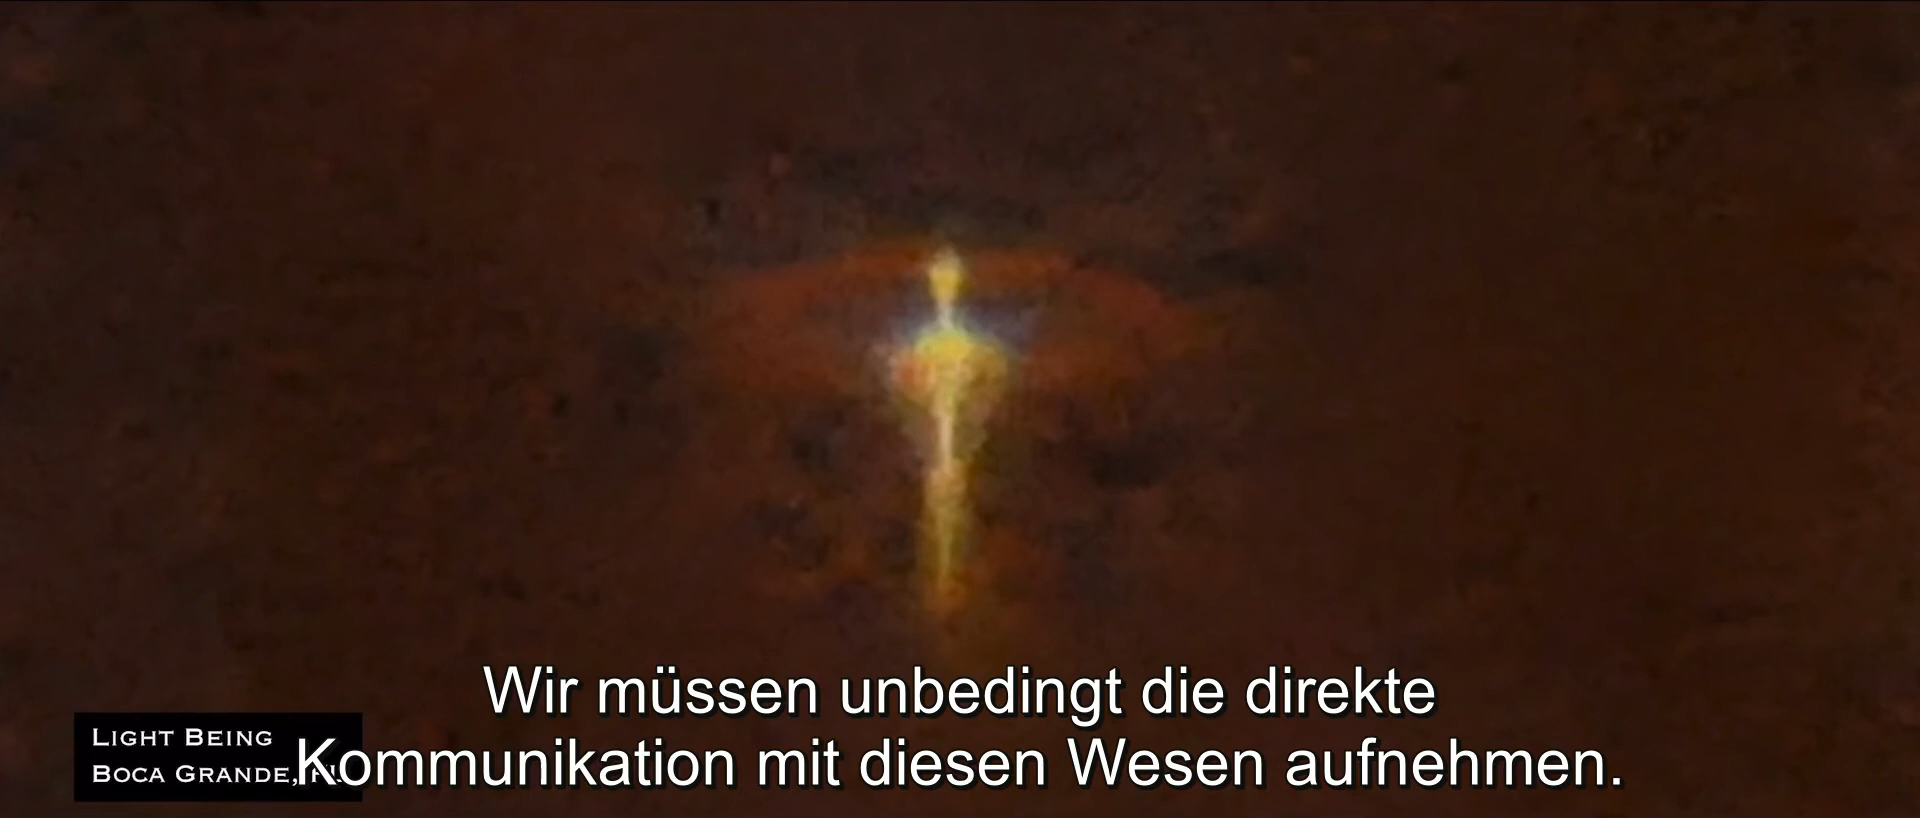 Wir müssen unbedingt die direkte
Kommunikation mit diesen Wesen aufnehmen.
LIGHT BEING
BOCA GRANDE,